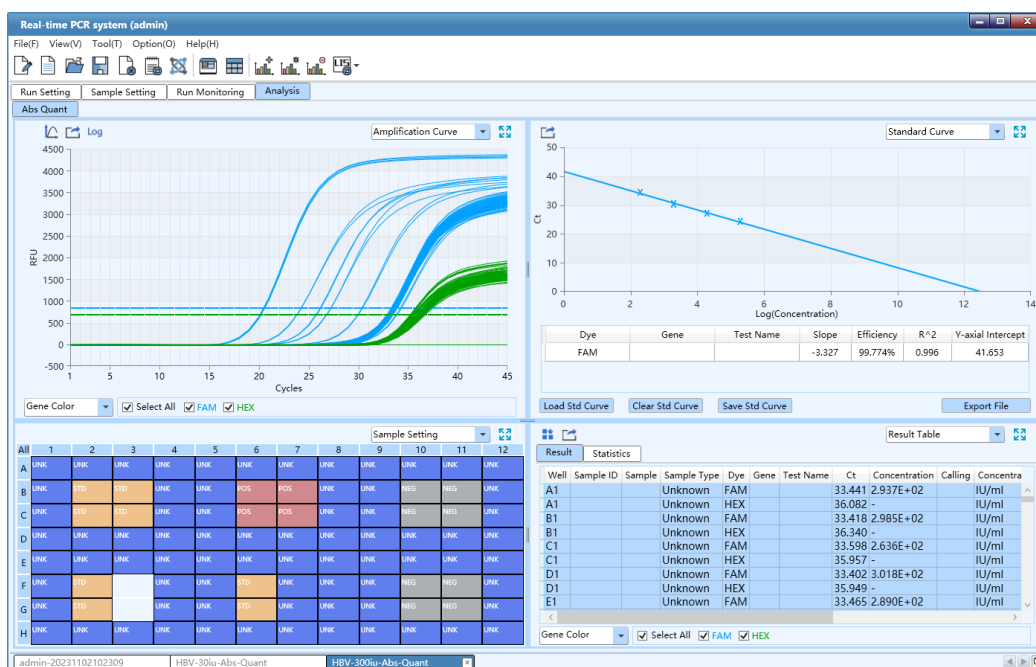 Real-time PCR system (admin)
File(F) View(V) Tool(T) Option(O) Help(H)
Run Setting Sample Setting Run Monitoring Analysis
Abs Quant
Log Amplification Curve
4500
4000
3500
3000
2500
2000
1500
1000
500
0
-500
RFU
1 5 10 15 20 25 30 35 40 45
Cycles
Gene Color Select All FAM HEX
Standard Curve
50
40
30
20
10
0
Ct
0 2 4 6 8 10 12 14
Log(Concentration)
Dye Gene Test Name Slope Efficiency R^2 Y-axial Intercept
FAM -3.327 99.774% 0.996 41.653
Load Std Curve Clear Std Curve Save Std Curve Export File
Sample Setting
All 1 2 3 4 5 6 7 8 9 10 11 12
A UNK UNK UNK UNK UNK UNK UNK UNK UNK UNK UNK UNK
B UNK STD STD UNK UNK POS POS UNK UNK NEG NEG UNK
C UNK STD STD UNK UNK POS POS UNK UNK NEG NEG UNK
D UNK UNK UNK UNK UNK UNK UNK UNK UNK UNK UNK UNK
E UNK UNK UNK UNK UNK UNK UNK UNK UNK UNK UNK UNK
F UNK STD UNK UNK STD UNK UNK UNK NEG NEG UNK
G UNK STD UNK UNK STD UNK UNK UNK NEG NEG UNK
H UNK UNK UNK UNK UNK UNK UNK UNK UNK UNK UNK UNK
Result Table
Result Statistics
Well Sample ID Sample Sample Type Dye Gene Test Name Ct Concentration Calling Concentra
A1 Unknown FAM 33.441 2.937E+02 IU/ml
A1 Unknown HEX 36.082 - IU/ml
B1 Unknown FAM 33.418 2.985E+02 IU/ml
B1 Unknown HEX 36.340 - IU/ml
C1 Unknown FAM 33.598 2.636E+02 IU/ml
C1 Unknown HEX 35.957 - IU/ml
D1 Unknown FAM 33.402 3.018E+02 IU/ml
D1 Unknown HEX 35.949 - IU/ml
E1 Unknown FAM 33.465 2.890E+02 IU/ml
Gene Color Select All FAM HEX
admin-20231102102309 HBV-30iu-Abs-Quant HBV-300iu-Abs-Quant